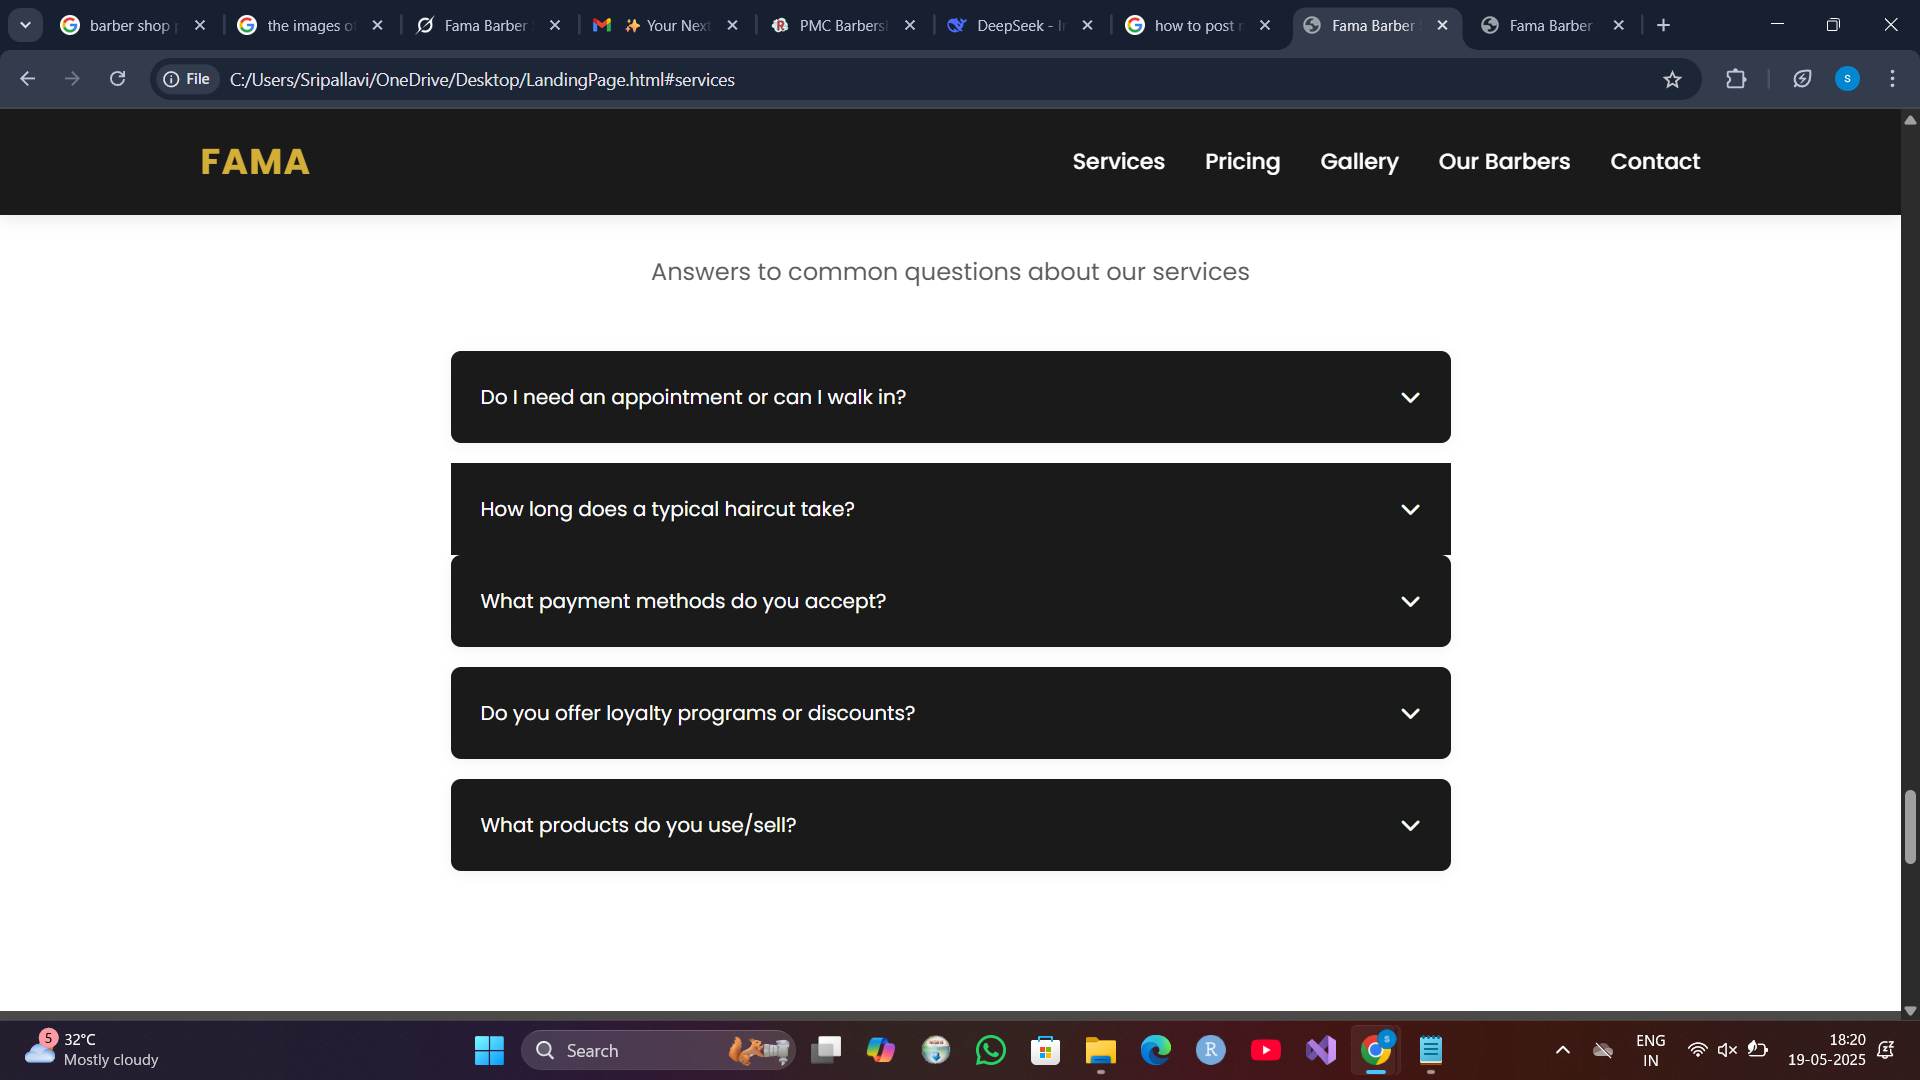 barber shop p
the images of
Fama Barber S
Your Next
PMC Barbersh
DeepSeek - In
how to post r
Fama Barber S
Fama Barber
File
C:/Users/Sripallavi/OneDrive/Desktop/LandingPage.html#services
S
FAMA
Services
Pricing
Gallery
Our Barbers
Contact
Answers to common questions about our services
Do I need an appointment or can I walk in?
How long does a typical haircut take?
What payment methods do you accept?
Do you offer loyalty programs or discounts?
What products do you use/sell?
5
32°C
Mostly cloudy
Search
R
S
ENG
IN
18:20
19-05-2025